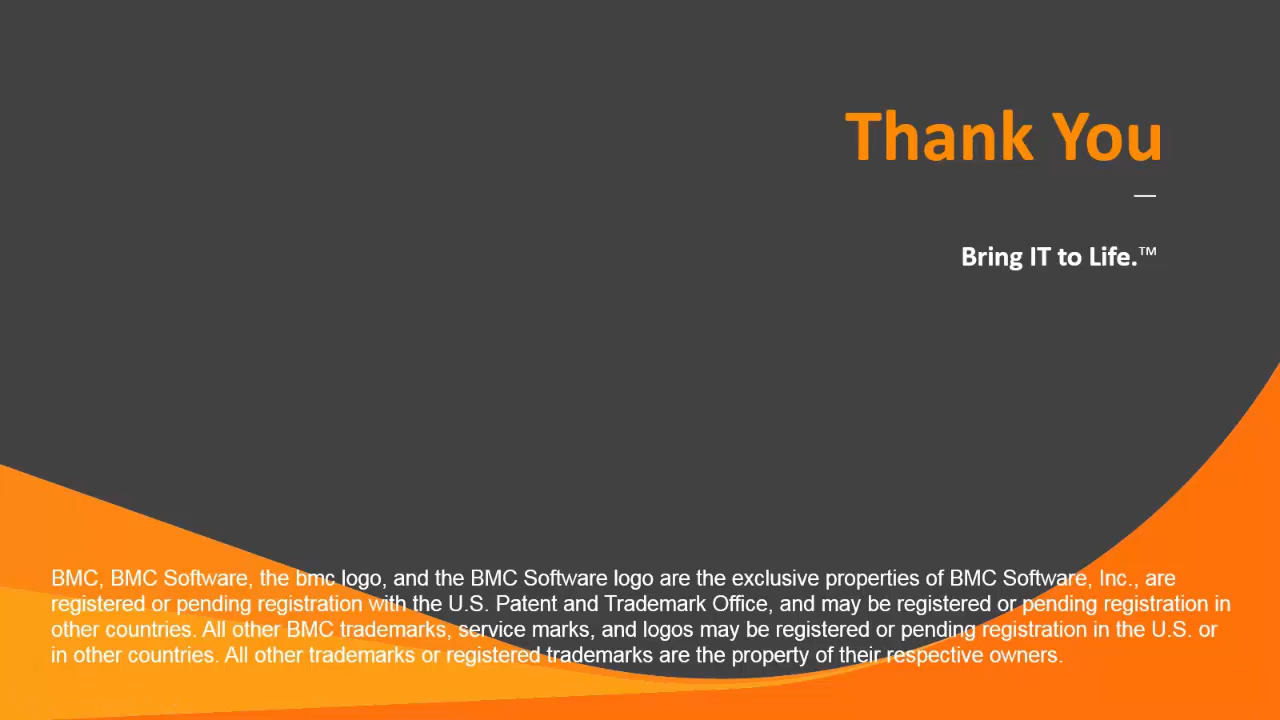 Thank You
Bring IT to Life.™
BMC, BMC Software, the bmc logo, and the BMC Software logo are the exclusive properties of BMC Software, Inc., are
registered or pending registration with the U.S. Patent and Trademark Office, and may be registered or pending registration in
other countries. All other BMC trademarks, service marks, and logos may be registered or pending registration in the U.S. or
in other countries. All other trademarks or registered trademarks are the property of their respective owners.